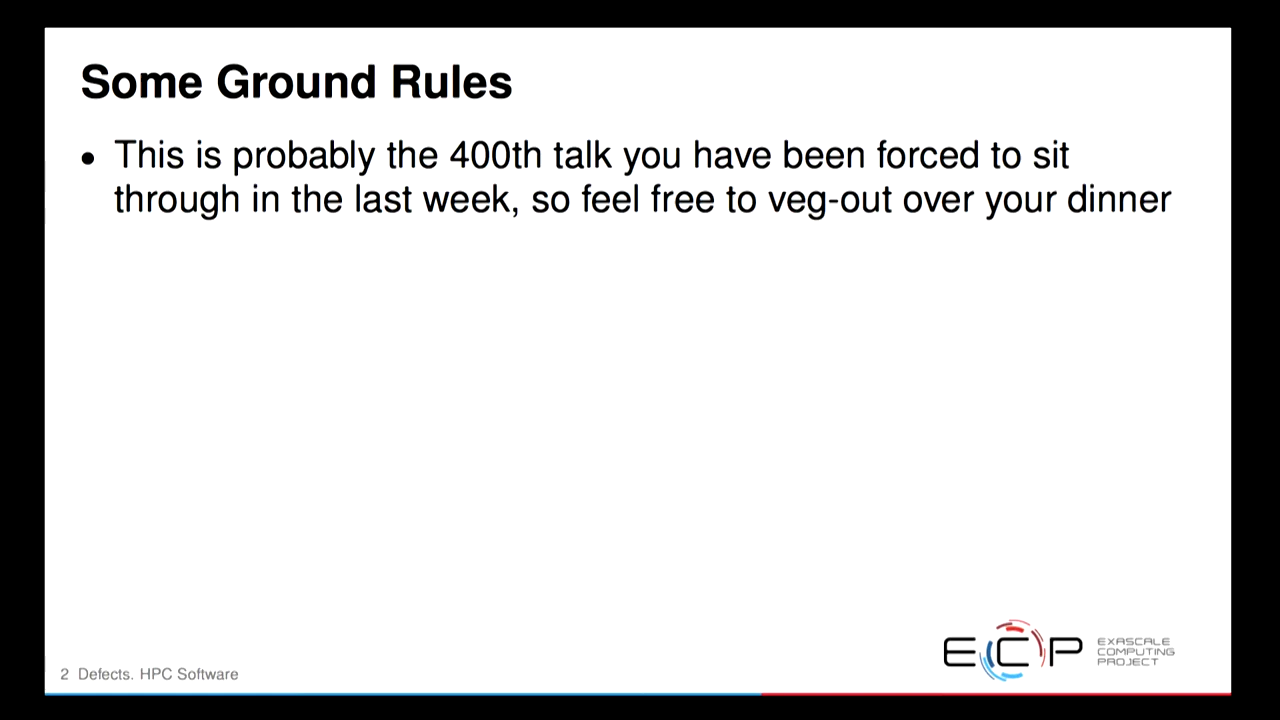 Some Ground Rules
• This is probably the 400th talk you have been forced to sit
through in the last week, so feel free to veg-out over your dinner
ECP
EXASCALE
COMPUTING
PROJECT
2 Defects. HPC Software